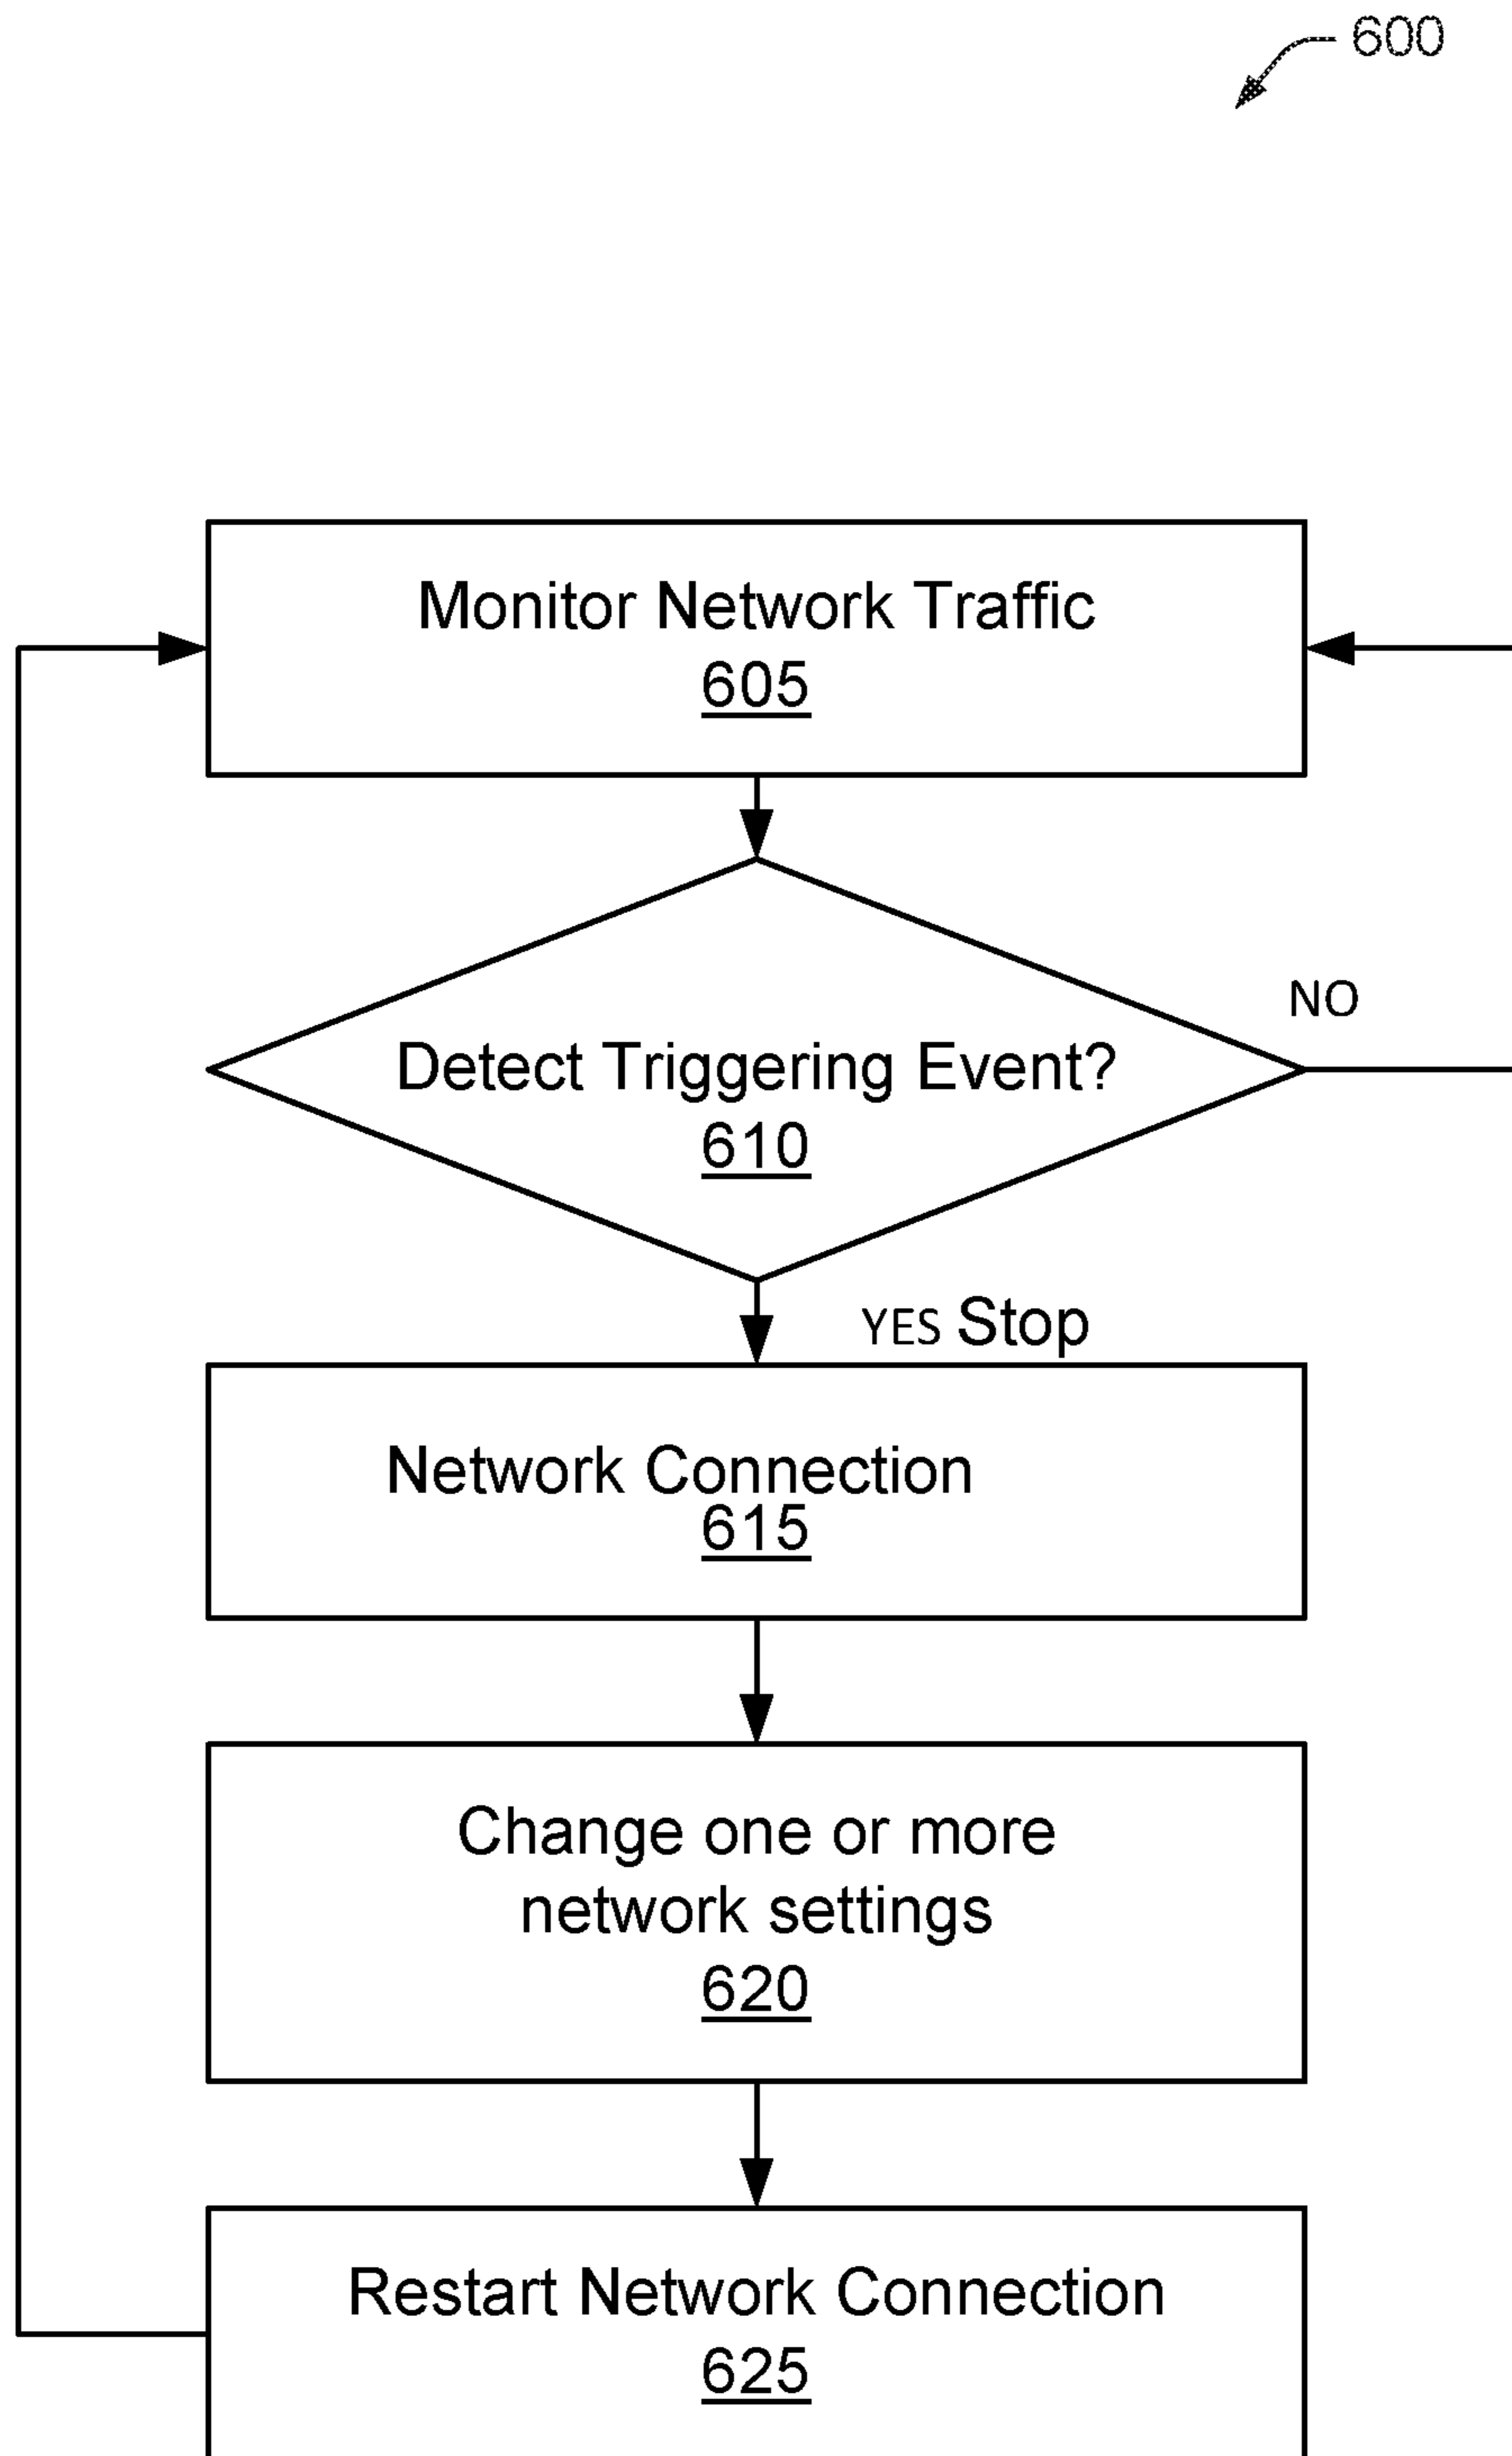 600
Monitor Network Traffic
605
NO
Detect Triggering Event?
610
YES Stop
Network Connection
615
Change one or more
network settings
620
Restart Network Connection
625